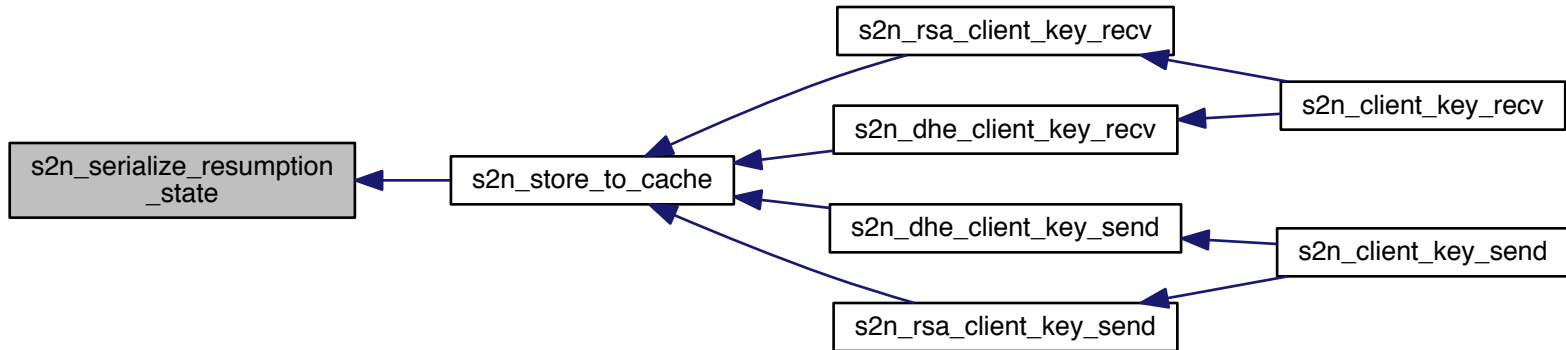 s2n_serialize_resumption
_state
s2n_store_to_cache
s2n_rsa_client_key_recv
s2n_dhe_client_key_recv
s2n_dhe_client_key_send
s2n_rsa_client_key_send
s2n_client_key_recv
s2n_client_key_send